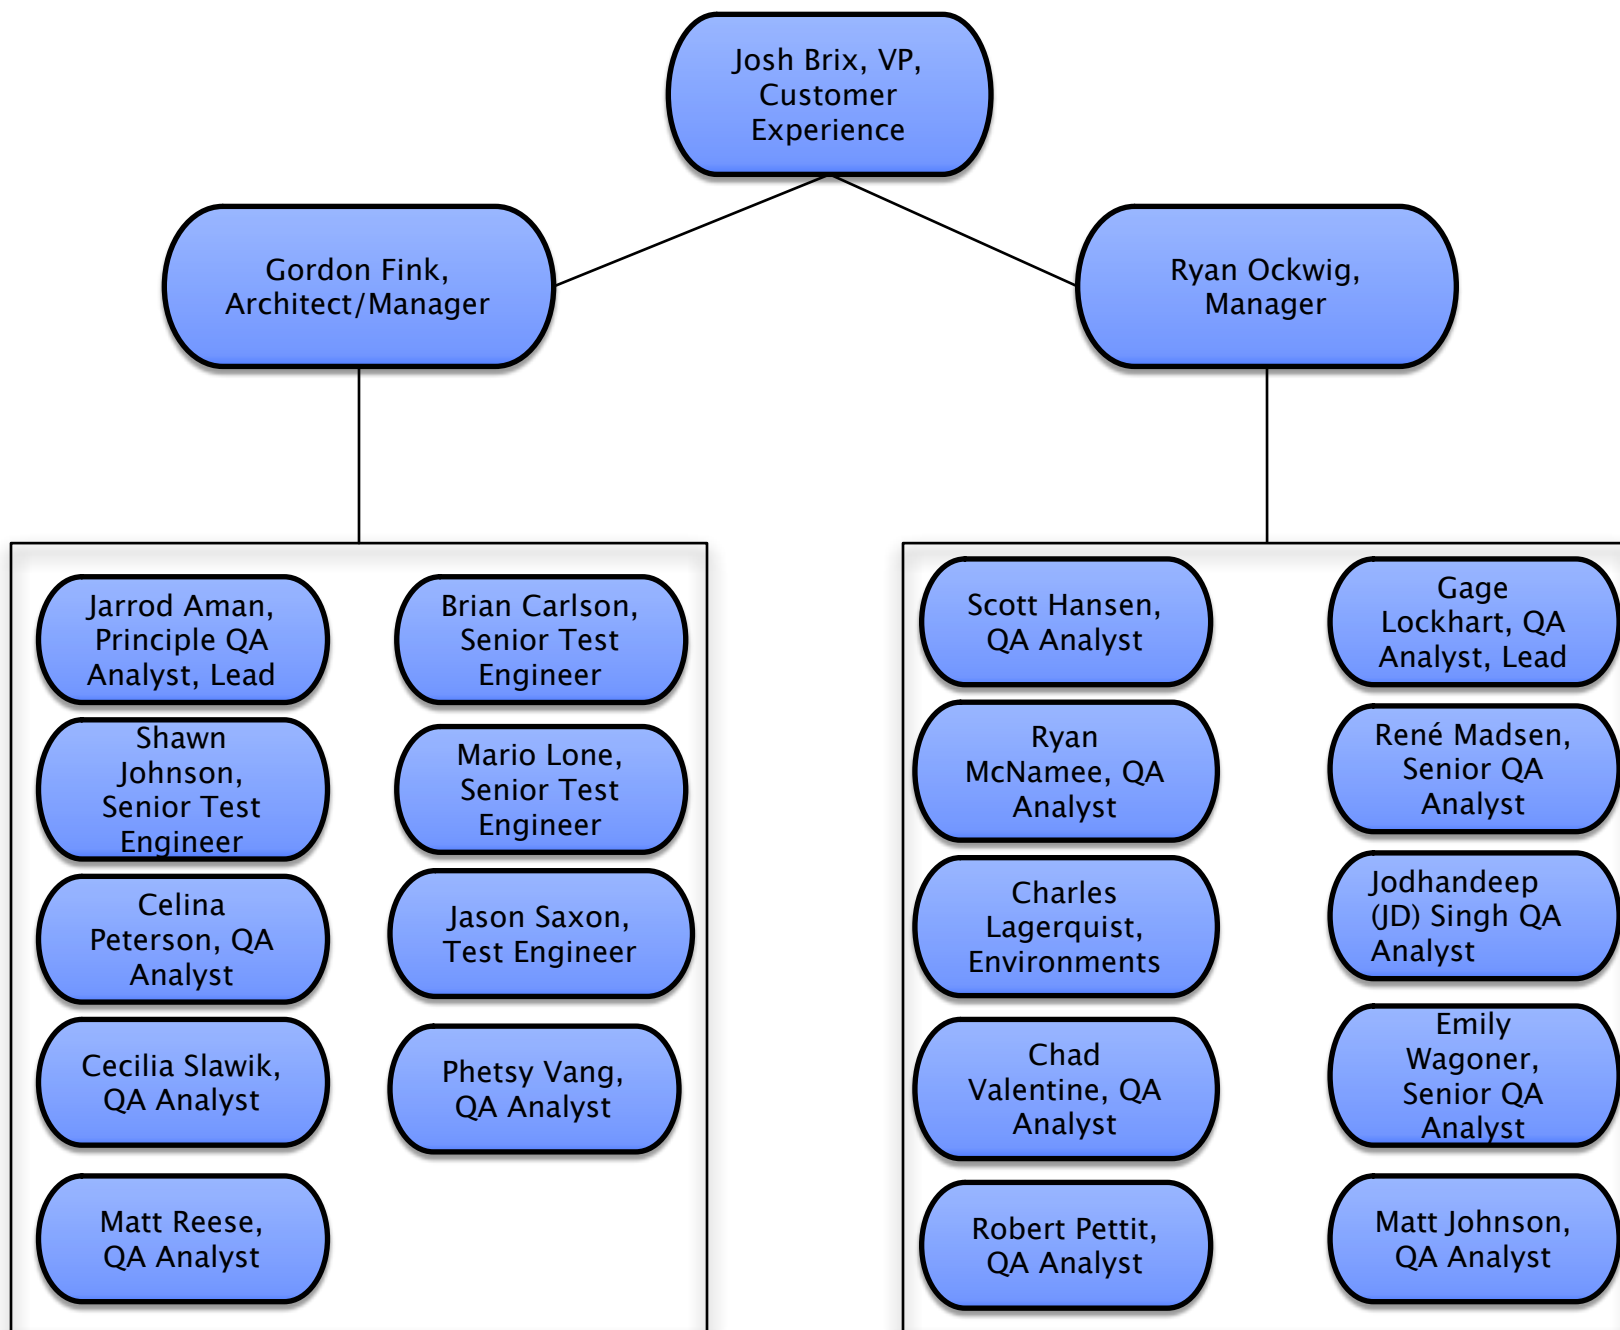 Josh Brix, VP,
Customer
Experience
Gordon Fink,
Architect/Manager
Ryan Ockwig,
Manager
Jarrod Aman,
Principle QA
Analyst, Lead
Brian Carlson,
Senior Test
Engineer
Shawn
Johnson,
Senior Test
Engineer
Mario Lone,
Senior Test
Engineer
Celina
Peterson, QA
Analyst
Jason Saxon,
Test Engineer
Cecilia Slawik,
QA Analyst
Phetsy Vang,
QA Analyst
Matt Reese,
QA Analyst
Scott Hansen,
QA Analyst
Gage
Lockhart, QA
Analyst, Lead
Ryan
McNamee, QA
Analyst
René Madsen,
Senior QA
Analyst
Charles
Lagerquist,
Environments
Jodhandeep
(JD) Singh QA
Analyst
Chad
Valentine, QA
Analyst
Emily
Wagoner,
Senior QA
Analyst
Robert Pettit,
QA Analyst
Matt Johnson,
QA Analyst